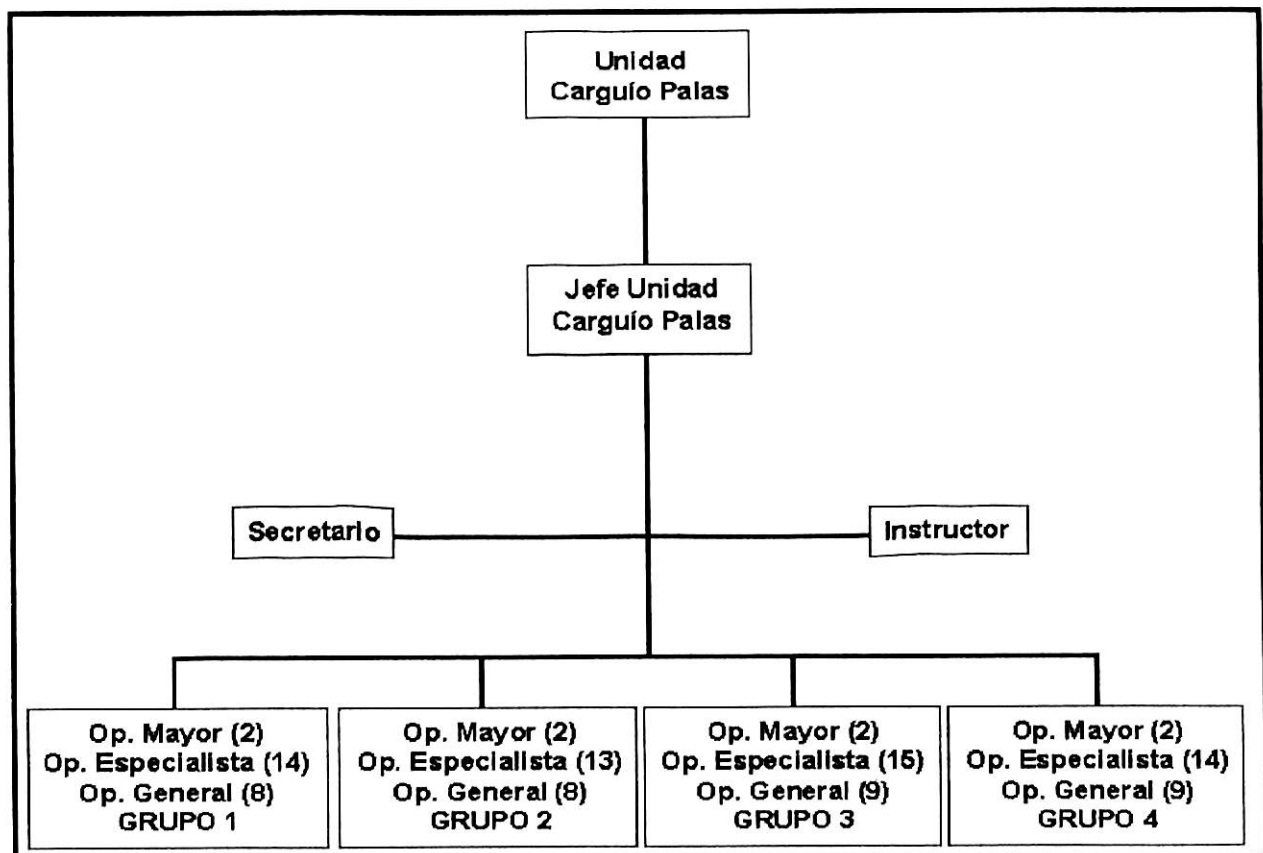 Unidad
Carguío Palas
Jefe Unidad
Carguío Palas
Secretario
Instructor
Op. Mayor (2)
Op. Especialista (14)
Op. General (8)
GRUPO 1
Op. Mayor (2)
Op. Especialista (13)
Op. General (8)
GRUPO 2
Op. Mayor (2)
Op. Especialista (15)
Op. General (9)
GRUPO 3
Op. Mayor (2)
Op. Especialista (14)
Op. General (9)
GRUPO 4